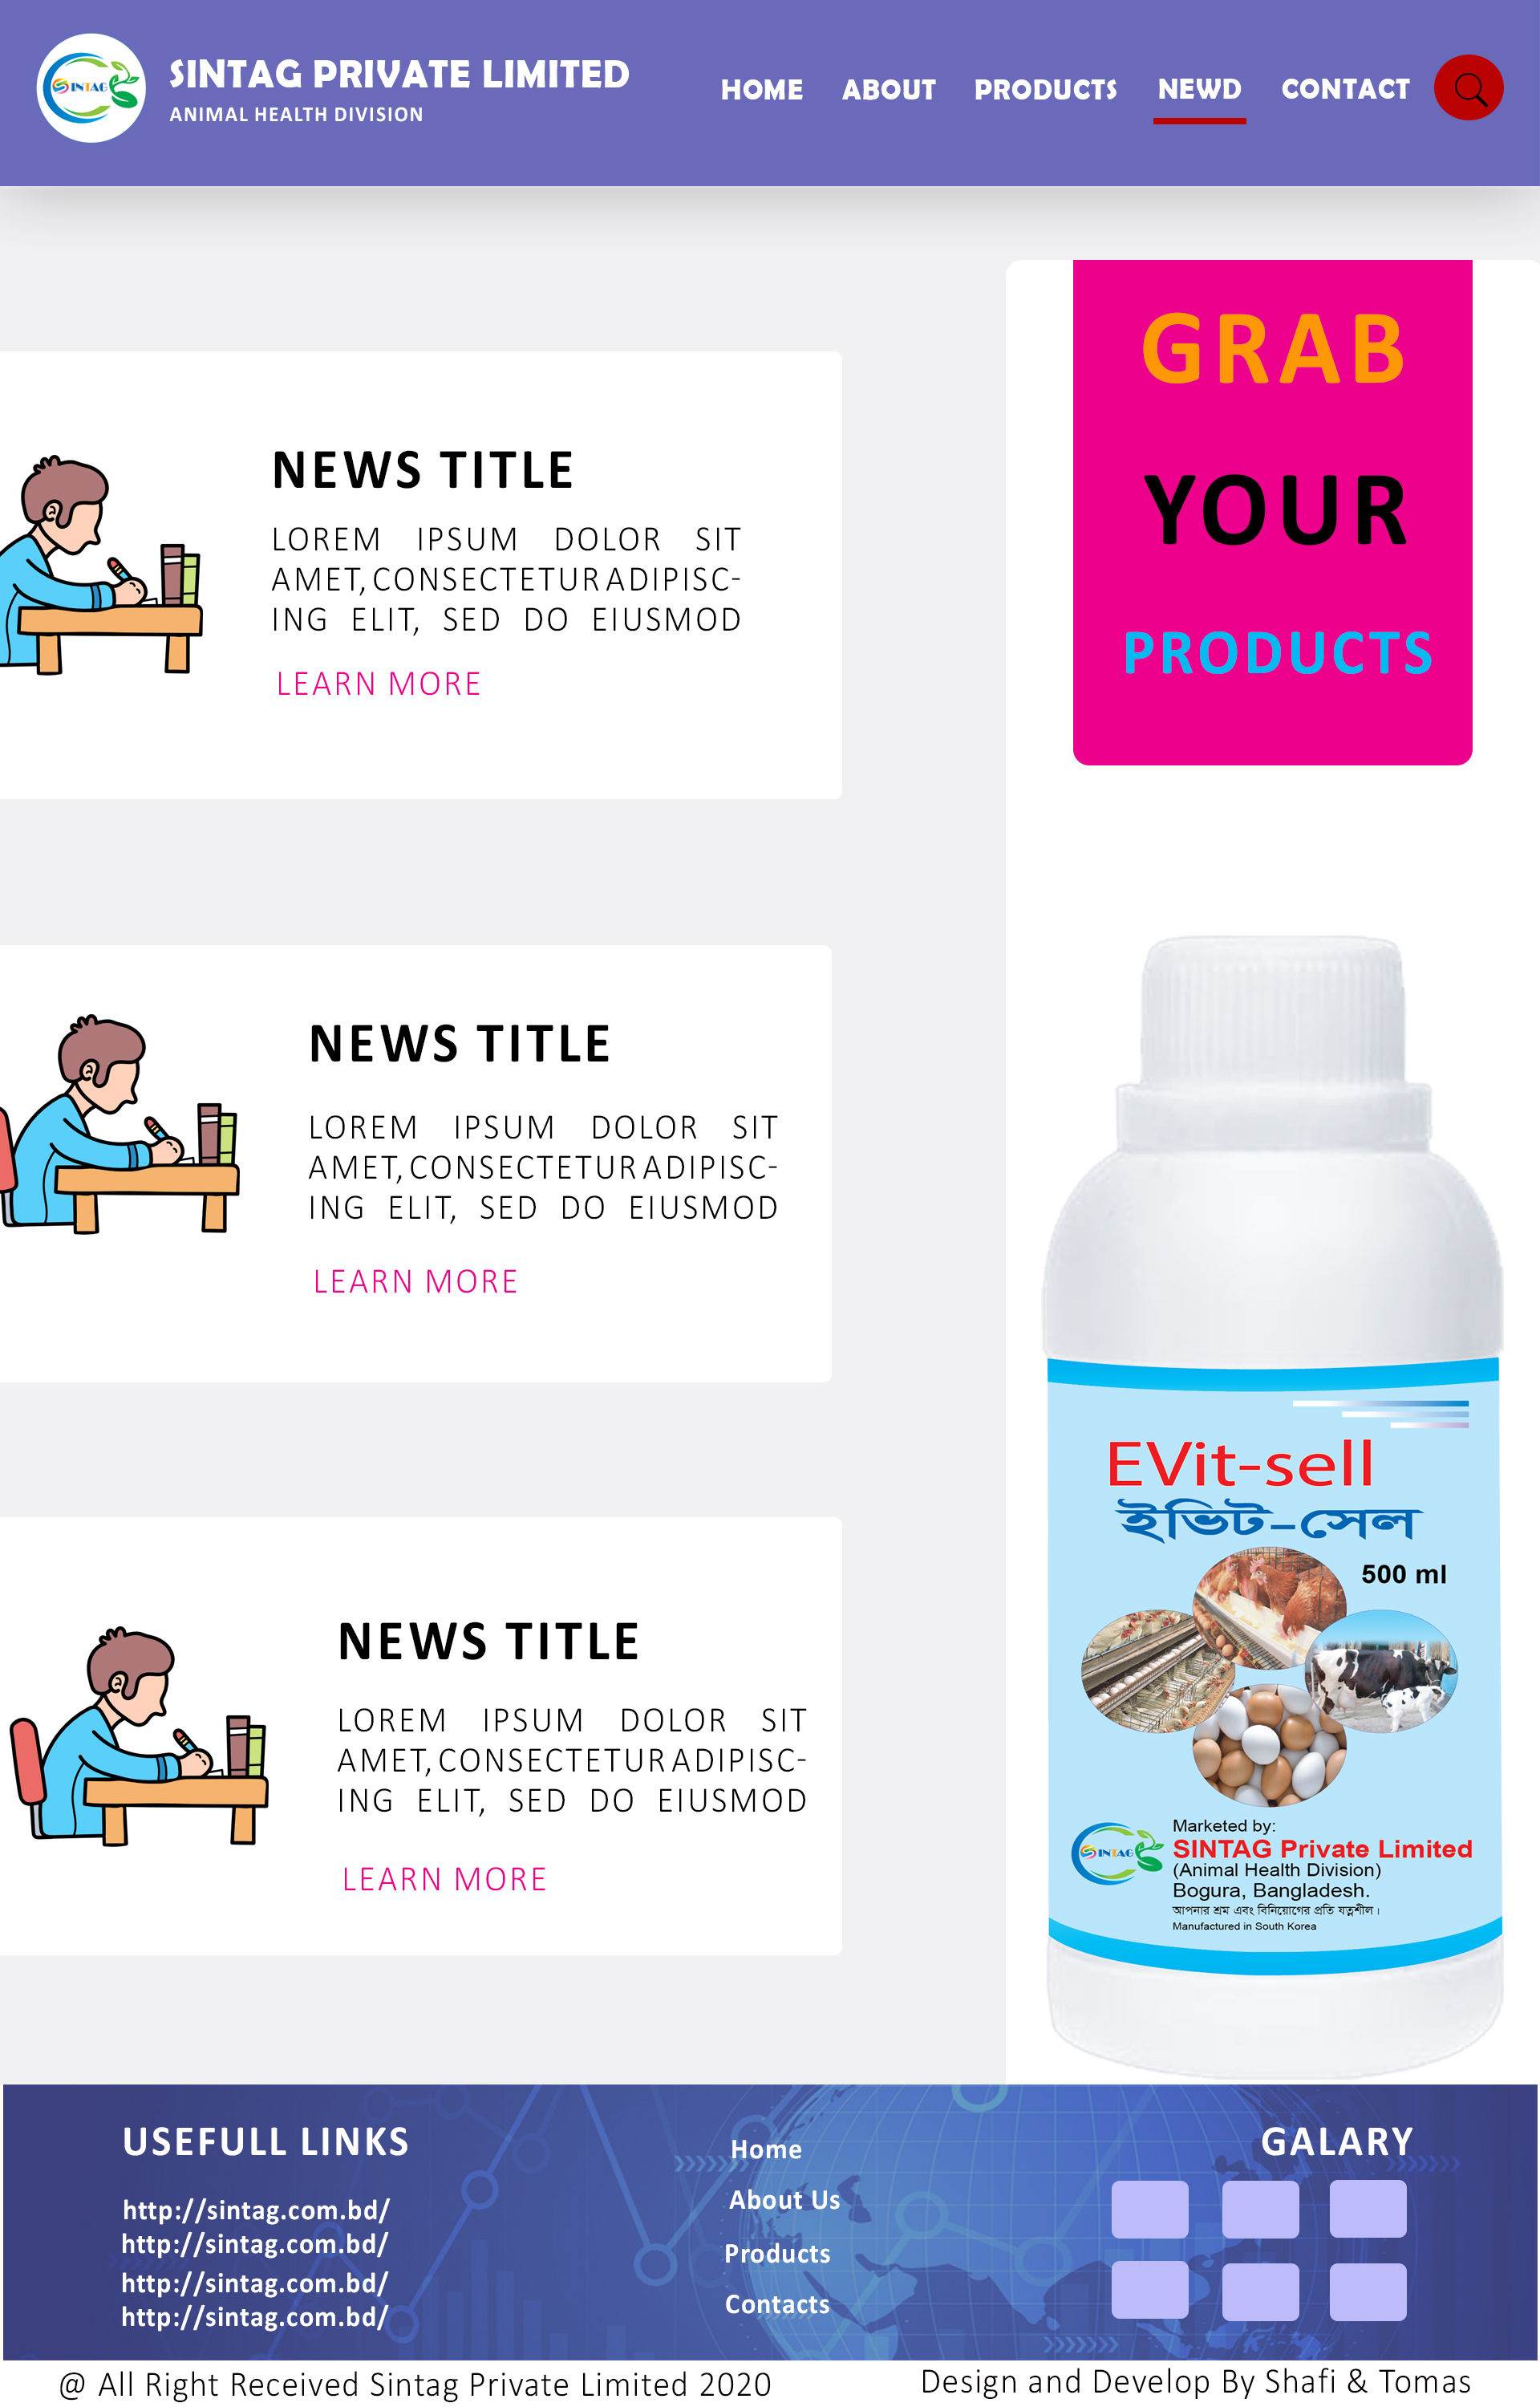 SINTAG
SINTAG PRIVATE LIMITED
ANIMAL HEALTH DIVISION
HOME ABOUT PRODUCTS NEWD CONTACT
NEWS TITLE
LOREM IPSUM DOLOR SIT
AMET, CONSECTETUR ADIPISC-
ING ELIT, SED DO EIUSMOD
LEARN MORE
NEWS TITLE
LOREM IPSUM DOLOR SIT
AMET, CONSECTETUR ADIPISC-
ING ELIT, SED DO EIUSMOD
LEARN MORE
NEWS TITLE
LOREM IPSUM DOLOR SIT
AMET, CONSECTETUR ADIPISC-
ING ELIT, SED DO EIUSMOD
LEARN MORE
GRAB
YOUR
PRODUCTS
EVit-sell
ইভিট-সেল
500 ml
SINTAG
Marketed by:
SINTAG Private Limited
(Animal Health Division)
Bogura, Bangladesh.
আপনার শ্রম এবং বিনিয়োগের প্রতি যত্নশীল।
Manufactured in South Korea
USEFULL LINKS
http://sintag.com.bd/
http://sintag.com.bd/
http://sintag.com.bd/
http://sintag.com.bd/
Home
About Us
Products
Contacts
GALARY
@ All Right Received Sintag Private Limited 2020
Design and Develop By Shafi & Tomas